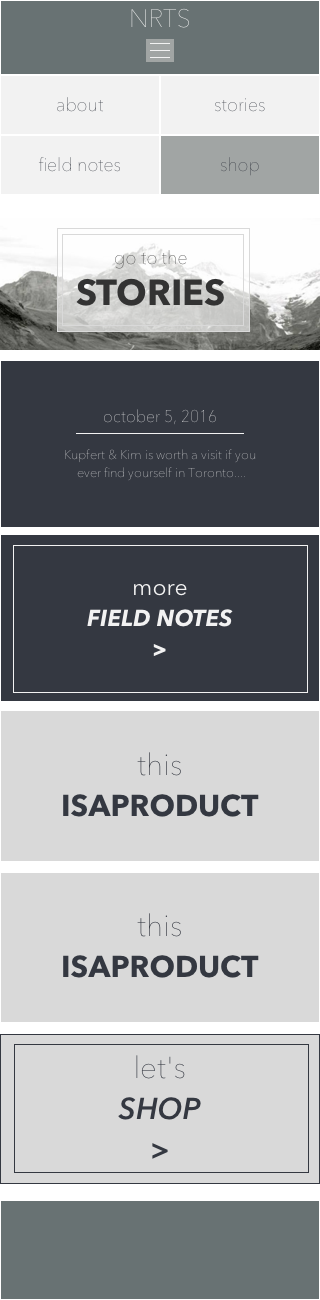 NRTS
about
stories
field notes
shop
go to the
STORIES
october 5, 2016
Kupfert & Kim is worth a visit if you
ever find yourself in Toronto....
more
FIELD NOTES
>
this
ISAPRODUCT
this
ISAPRODUCT
let's
SHOP
>